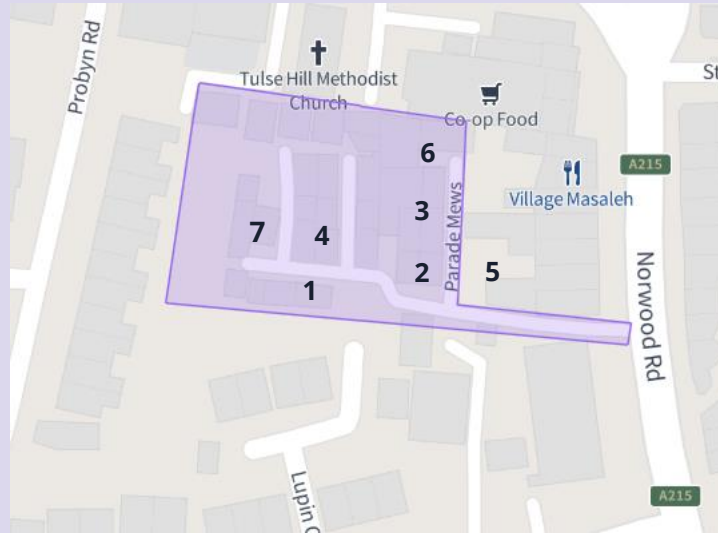 Probyn Rd
Tulse Hill Methodist
Church
Co-op Food
St
A215
6
Village Masaleh
3
Parade Mews
7
4
2
5
1
Norwood Rd
Lupin C
A215